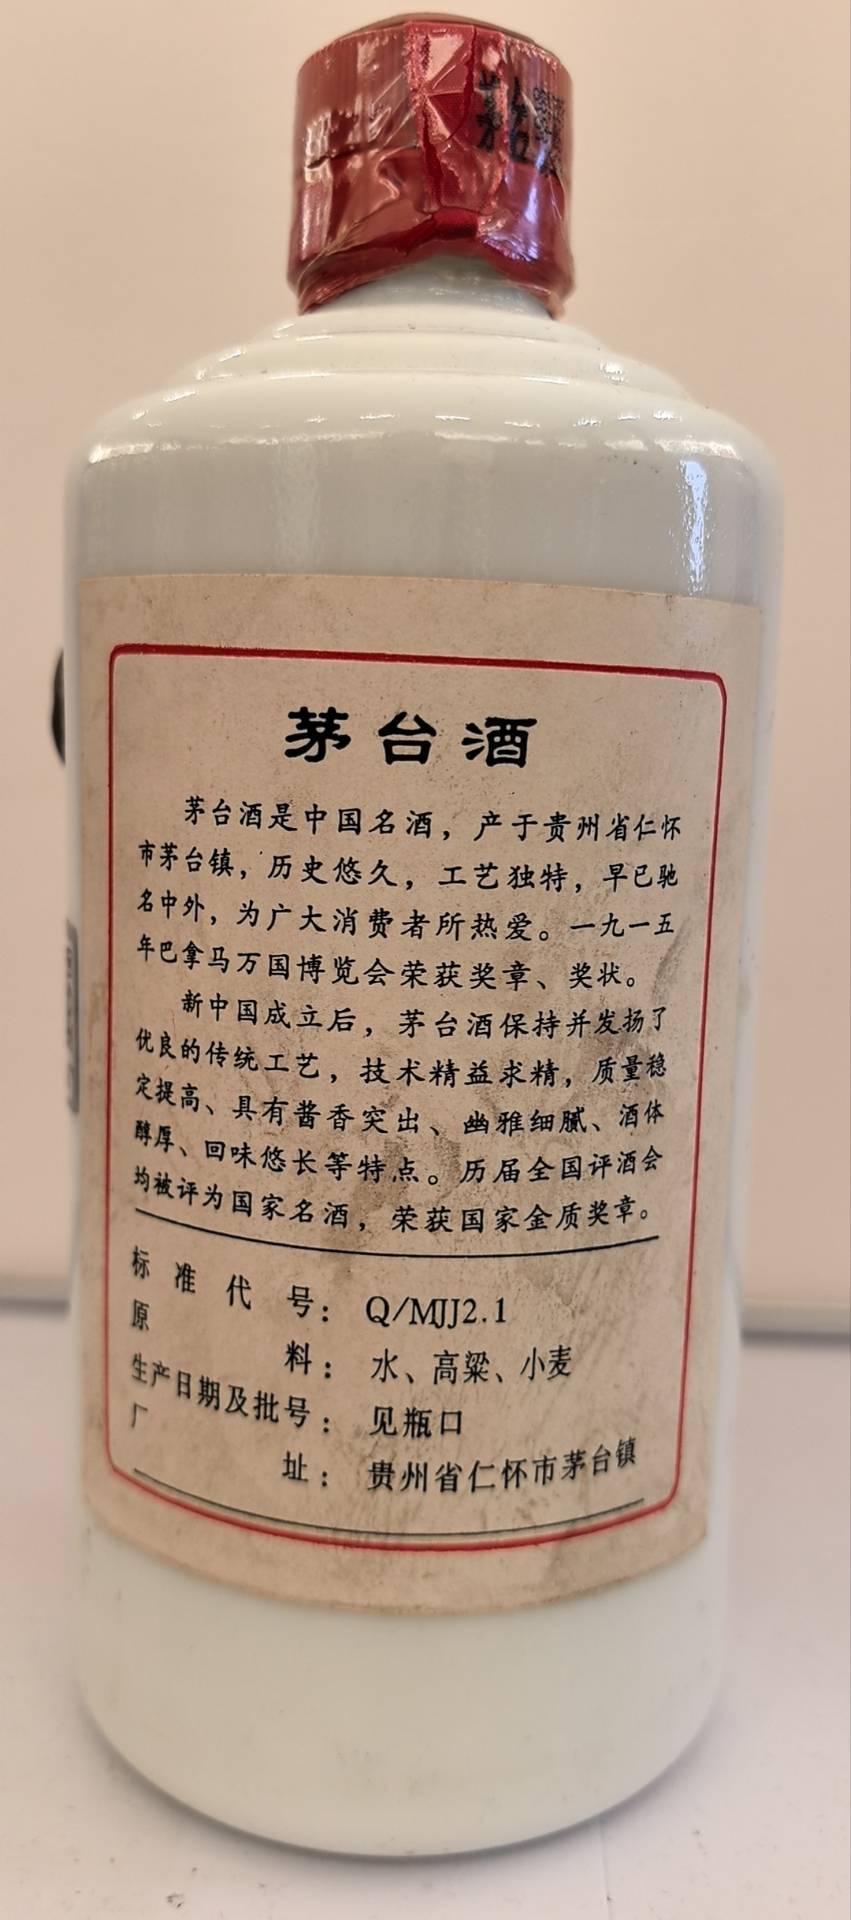 茅台
茅台酒
茅台酒是中国名酒，产于贵州省仁怀
市茅台镇，历史悠久，工艺独特，早已驰
名中外，为广大消费者所热爱。一九一五
年巴拿马万国博览会荣获奖章、奖状。
新中国成立后，茅台酒保持并发扬了
优良的传统工艺，技术精益求精，质量稳
定提高、具有酱香突出、幽雅细腻、酒体
醇厚、回味悠长等特点。历届全国评酒会
均被评为国家名酒，荣获国家金质奖章。
标准代号：Q/MJJ2.1
原料：水、高粱、小麦
生产日期及批号：见瓶口
厂址：贵州省仁怀市茅台镇